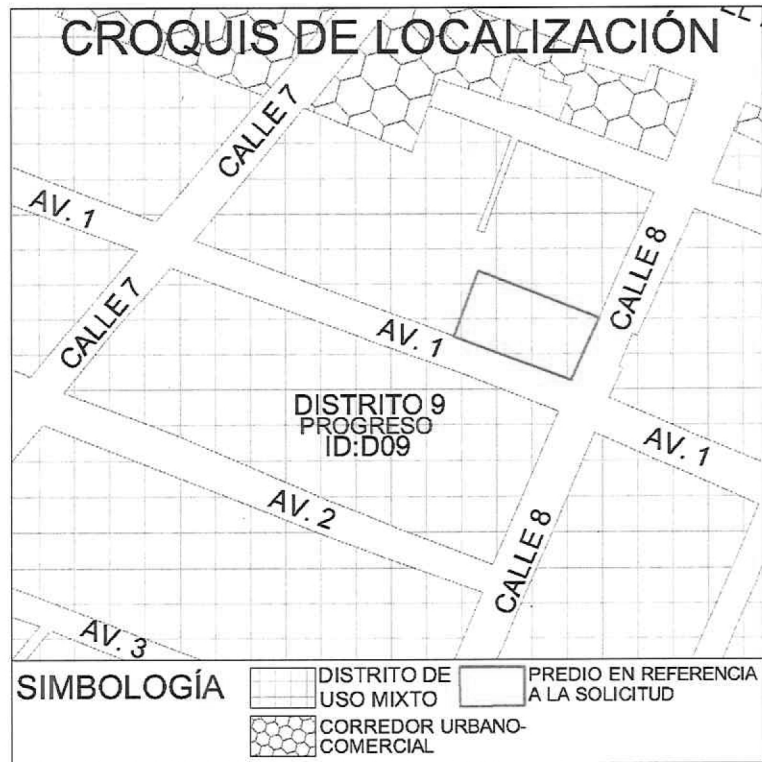 CROQUIS DE LOCALIZACIÓN
CALLE 7
AV. 1
CALLE 8
CALLE 7
AV. 1
DISTRITO 9
PROGRESO
ID:D09
AV. 1
AV. 2
CALLE 8
AV. 3
SIMBOLOGÍA
DISTRITO DE
USO MIXTO
PREDIO EN REFERENCIA
A LA SOLICITUD
CORREDOR URBANO-
COMERCIAL